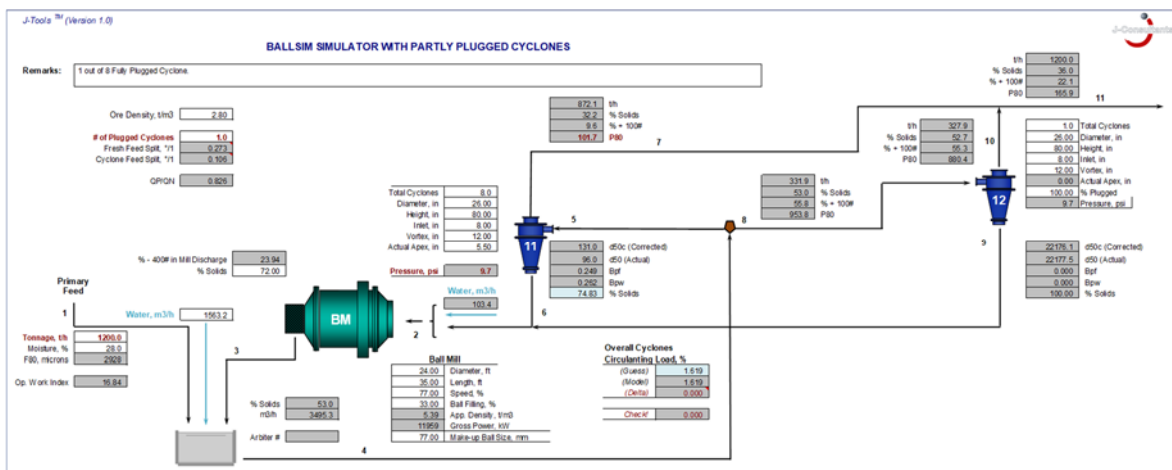 J-Tools TM (Version 1.0)
J-Consultants
BALLSIM SIMULATOR WITH PARTLY PLUGGED CYCLONES
Remarks: 1 out of 8 Fully Plugged Cyclone.
t/h 1200.0
% Solids 36.0
% + 100# 22.1
P80 165.9
11
Ore Density, t/m3 2.80
# of Plugged Cyclones 1.0
Fresh Feed Split, °/1 0.273
Cyclone Feed Split, °/1 0.106
QP/QN 0.826
872.1 t/h
32.2 % Solids
9.6 % + 100#
101.7 P80
7
t/h 327.9
% Solids 52.7
% + 100# 55.3
P80 880.4
10
1.0 Total Cyclones
26.00 Diameter, in
80.00 Height, in
8.00 Inlet, in
12.00 Vortex, in
0.00 Actual Apex, in
100.00 % Plugged
9.7 Pressure, psi
12
9
Total Cyclones 8.0
Diameter, in 26.00
Height, in 80.00
Inlet, in 8.00
Vortex, in 12.00
Actual Apex, in 5.50
Pressure, psi 9.7
11
5
331.9 t/h
53.0 % Solids
55.8 % + 100#
953.8 P80
8
131.0 d50c (Corrected)
96.0 d50 (Actual)
0.249 Bpf
0.262 Bpw
74.83 % Solids
22176.1 d50c (Corrected)
22177.5 d50 (Actual)
0.000 Bpf
0.000 Bpw
100.00 % Solids
% - 400# in Mill Discharge 23.94
% Solids 72.00
Water, m3/h
103.4
6
2
BM
Primary
Feed
1
Water, m3/h 1563.2
Tonnage, t/h 1200.0
Moisture, % 28.0
F80, microns 2928
Op. Work Index 16.84
3
% Solids 53.0
m3/h 3495.3
Arbiter #
4
Ball Mill
24.00 Diameter, ft
35.00 Length, ft
77.00 Speed, %
33.00 Ball Filling, %
5.39 App. Density, t/m3
11959 Gross Power, kW
77.00 Make-up Ball Size, mm
Overall Cyclones
Circulanting Load, %
(Guess) 1.619
(Model) 1.619
(Delta) 0.000
Check! 0.000